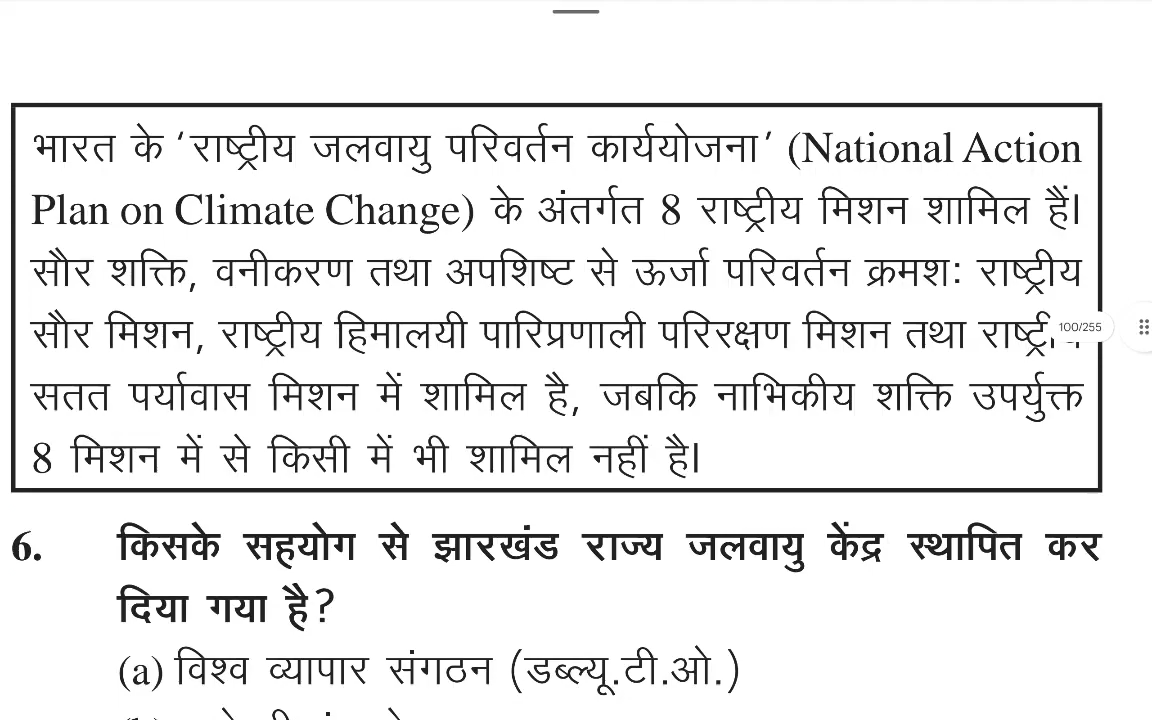 भारत के ‘राष्ट्रीय जलवायु परिवर्तन कार्ययोजना’ (National Action
Plan on Climate Change) के अंतर्गत 8 राष्ट्रीय मिशन शामिल हैं।
सौर शक्ति, वनीकरण तथा अपशिष्ट से ऊर्जा परिवर्तन क्रमशः राष्ट्रीय
सौर मिशन, राष्ट्रीय हिमालयी पारिप्रणाली परिरक्षण मिशन तथा राष्ट्रीय
100/255
सतत पर्यावास मिशन में शामिल है, जबकि नाभिकीय शक्ति उपर्युक्त
8 मिशन में से किसी में भी शामिल नहीं है।
6. किसके सहयोग से झारखंड राज्य जलवायु केंद्र स्थापित कर
दिया गया है?
(a) विश्व व्यापार संगठन (डब्ल्यू.टी.ओ.)